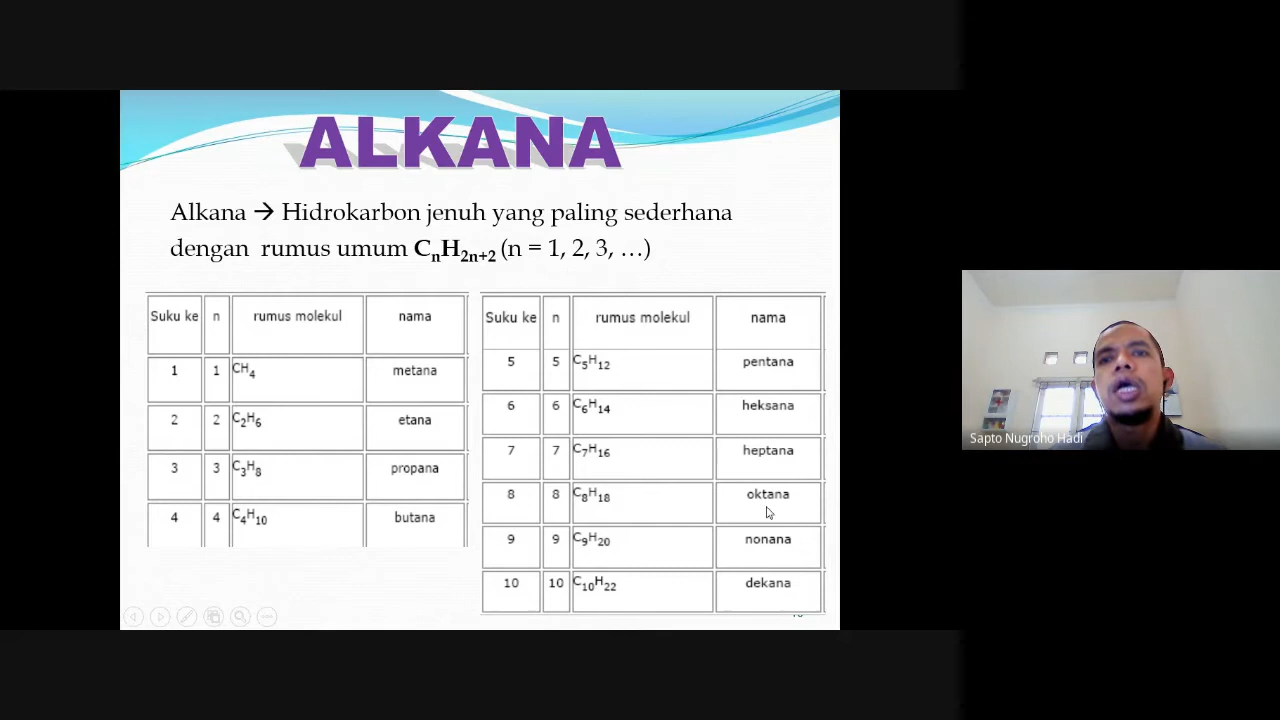 ALKANA
Alkana → Hidrokarbon jenuh yang paling sederhana
dengan rumus umum CnH2n+2 (n = 1, 2, 3, …)
Suku ke n rumus molekul nama
1 1 CH4 metana
2 2 C2H6 etana
3 3 C3H8 propana
4 4 C4H10 butana
Suku ke n rumus molekul nama
5 5 C5H12 pentana
6 6 C6H14 heksana
7 7 C7H16 heptana
8 8 C8H18 oktana
9 9 C9H20 nonana
10 10 C10H22 dekana
Sapto Nugroho Hadi